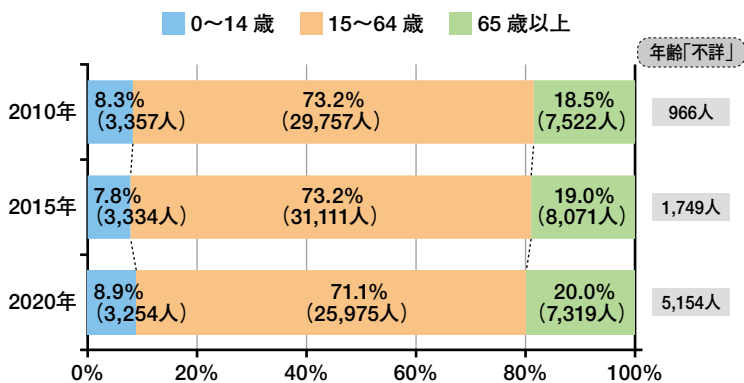 0〜14 歳 15〜64 歳 65 歳以上
年齢「不詳」
2010年 8.3% 73.2% 18.5%
（3,357人） （29,757人） （7,522人） 966人
2015年 7.8% 73.2% 19.0%
（3,334人） （31,111人） （8,071人） 1,749人
2020年 8.9% 71.1% 20.0%
（3,254人） （25,975人） （7,319人） 5,154人
0% 20% 40% 60% 80% 100%